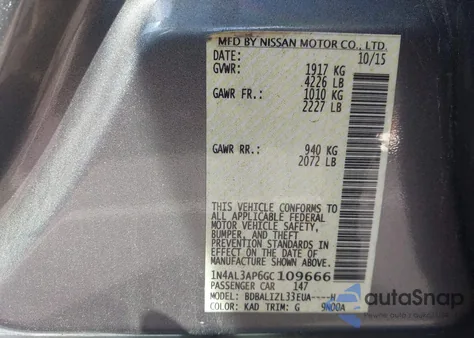 MFD BY NISSAN MOTOR CO., LTD.
DATE: 10/15
GVWR: 1917 KG
4226 LB
GAWR FR.: 1010 KG
2227 LB
GAWR RR.: 940 KG
2072 LB
THIS VEHICLE CONFORMS TO
ALL APPLICABLE FEDERAL
MOTOR VEHICLE SAFETY,
BUMPER, AND THEFT
PREVENTION STANDARDS IN
EFFECT ON THE DATE OF
MANUFACTURE SHOWN ABOVE.
1N4AL3AP6GC109666
PASSENGER CAR 147
MODEL: BDBALIZL33EUA----H
COLOR: KAD TRIM: G 9N00A
autoSnap